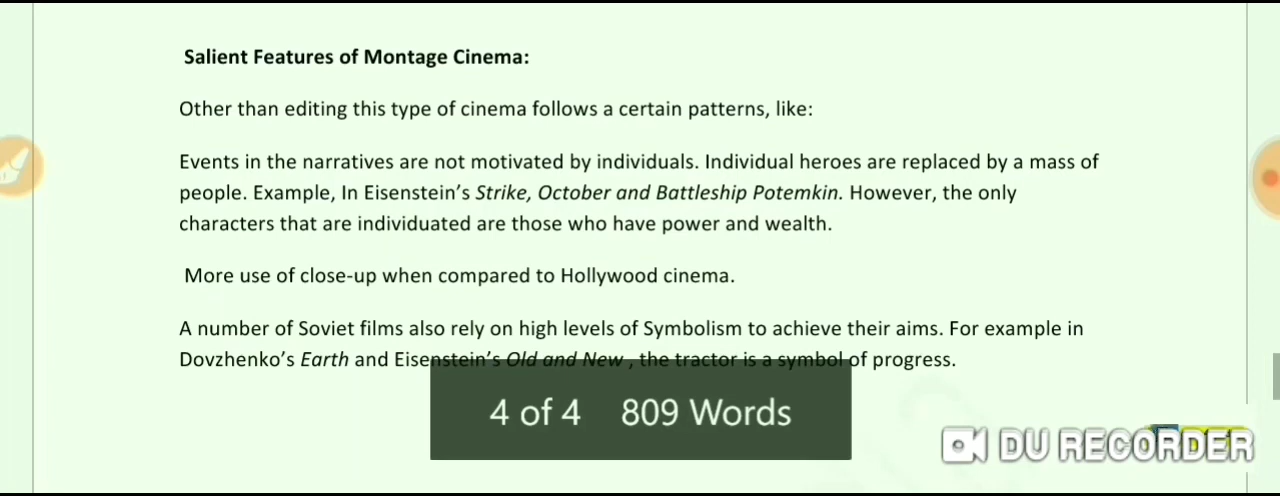 Salient Features of Montage Cinema:
Other than editing this type of cinema follows a certain patterns, like:
Events in the narratives are not motivated by individuals. Individual heroes are replaced by a mass of
people. Example, In Eisenstein’s Strike, October and Battleship Potemkin. However, the only
characters that are individuated are those who have power and wealth.
More use of close-up when compared to Hollywood cinema.
A number of Soviet films also rely on high levels of Symbolism to achieve their aims. For example in
Dovzhenko’s Earth and Eisenstein’s Old and New , the tractor is a symbol of progress.
4 of 4 809 Words
DU RECORDER